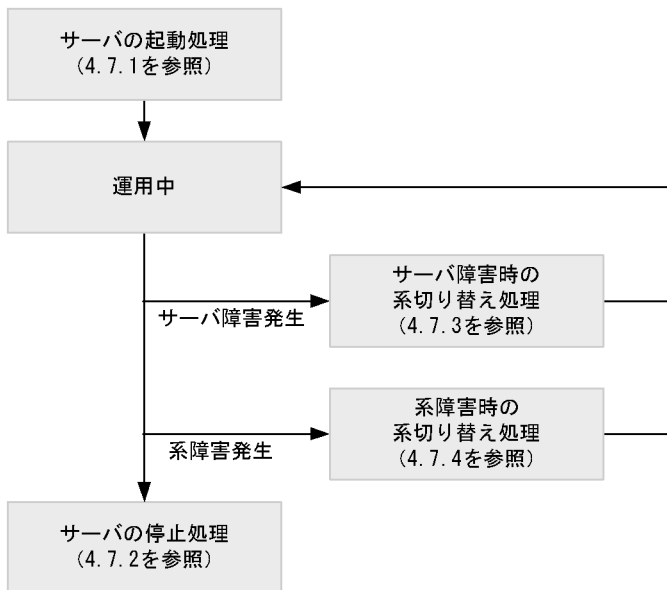 サーバの起動処理
(4.7.1を参照)
運用中
サーバ障害時の
系切り替え処理
(4.7.3を参照)
サーバ障害発生
系障害時の
系切り替え処理
(4.7.4を参照)
系障害発生
サーバの停止処理
(4.7.2を参照)